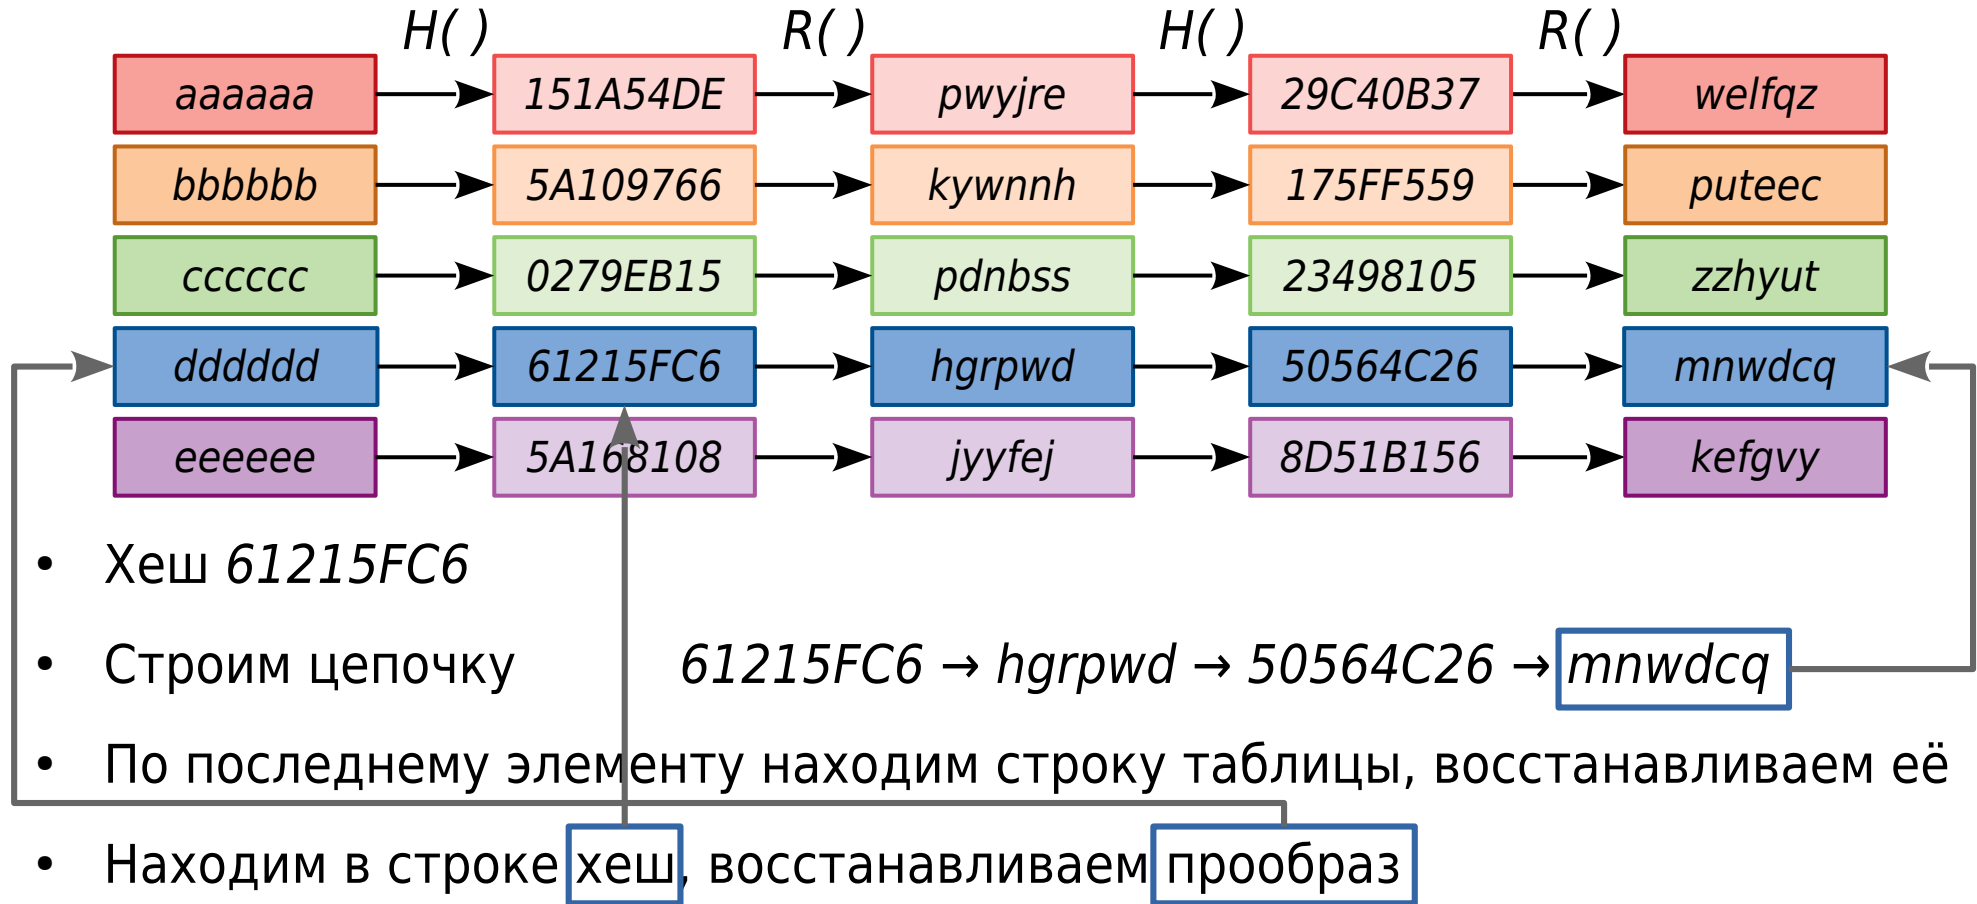 H( ) R( ) H( ) R( )
aaaaaa 151A54DE pwyjre 29C40B37 welfqz
bbbbbb 5A109766 kywnnh 175FF559 puteec
cccccc 0279EB15 pdnbss 23498105 zzhyut
dddddd 61215FC6 hgrpwd 50564C26 mnwdcq
eeeeee 5A168108 jyyfej 8D51B156 kefgvy
• Хеш 61215FC6
• Строим цепочку 61215FC6 → hgrpwd → 50564C26 → mnwdcq
• По последнему элементу находим строку таблицы, восстанавливаем её
• Находим в строке хеш, восстанавливаем прообраз